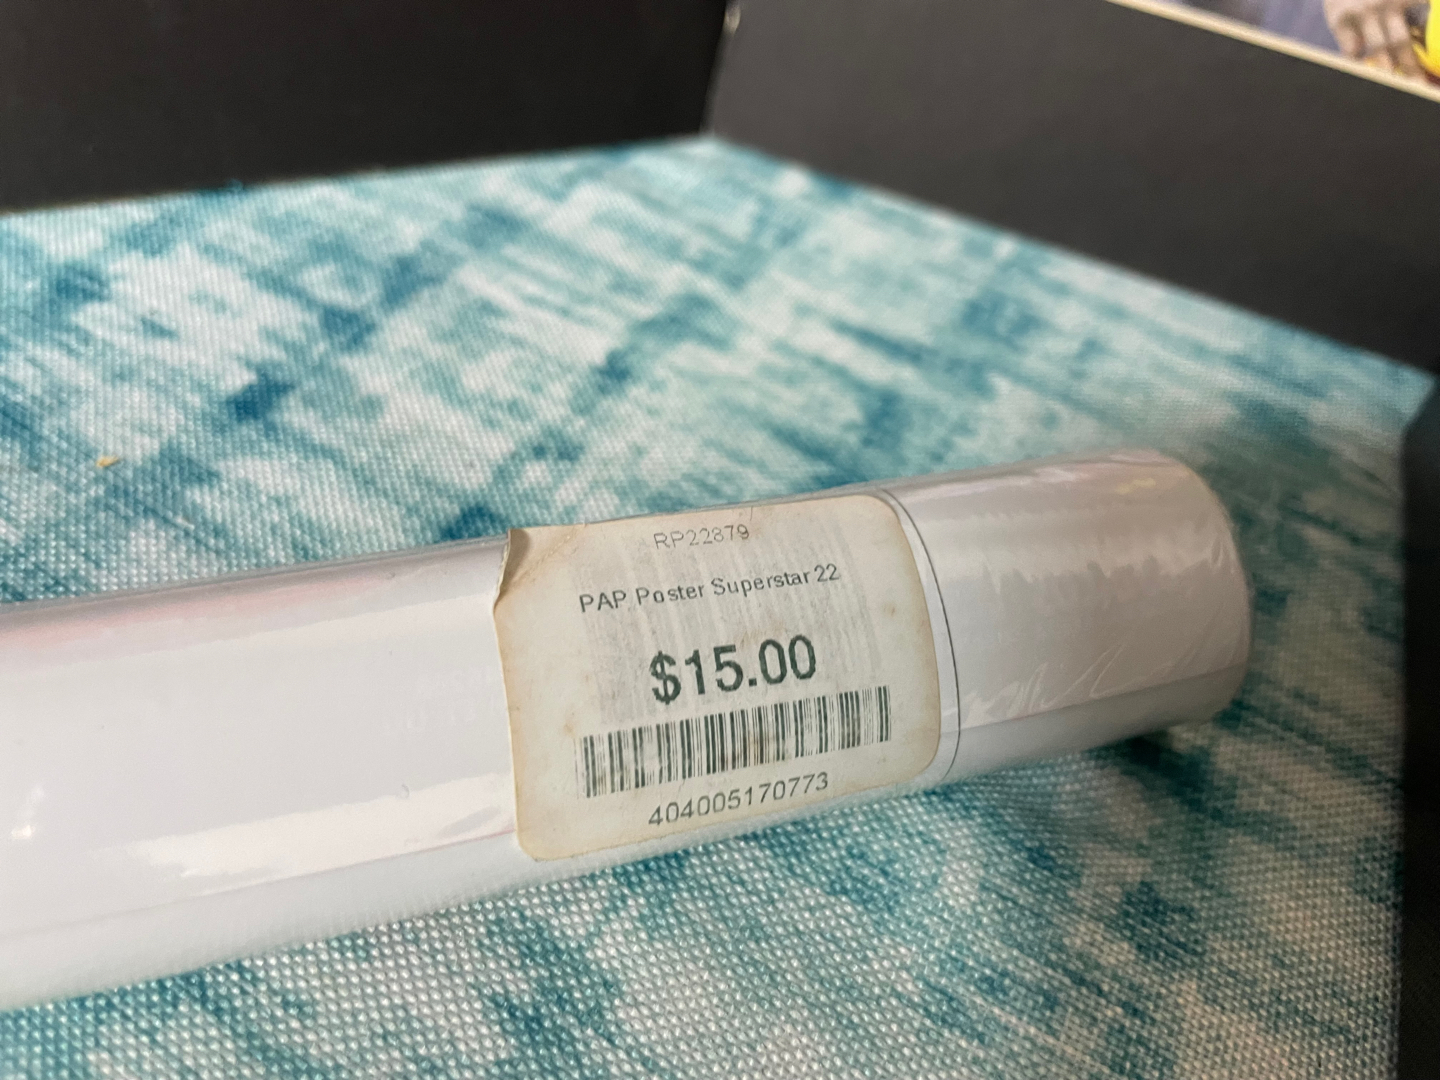 RP22879
PAP Poster Superstar 22
$15.00
404005170773